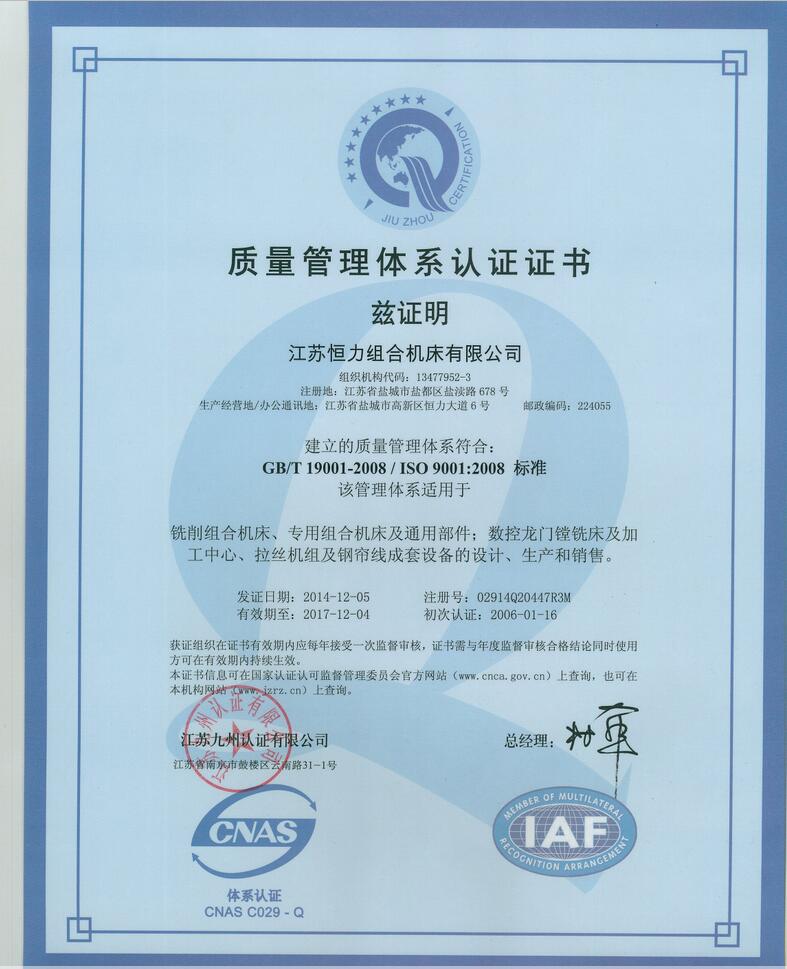 JIU ZHOU CERTIFICATION
质量管理体系认证证书
兹证明
江苏恒力组合机床有限公司
组织机构代码：13477952-3
注册地：江苏省盐城市盐都区盐渎路 678 号
生产经营地/办公通讯地：江苏省盐城市高新区恒力大道 6 号 邮政编码：224055
建立的质量管理体系符合：
GB/T 19001-2008 / ISO 9001:2008 标准
该管理体系适用于
铣削组合机床、专用组合机床及通用部件；数控龙门镗铣床及加
工中心、拉丝机组及钢帘线成套设备的设计、生产和销售。
发证日期：2014-12-05 注册号：02914Q20447R3M
有效期至：2017-12-04 初次认证：2006-01-16
获证组织在证书有效期内应每年接受一次监督审核，证书需与年度监督审核合格结论同时使用
方可在有效期内持续生效。
本证书信息可在国家认证认可监督管理委员会官方网站（www.cnca.gov.cn）上查询，也可在
本机构网站（www.jzrz.cn）上查询。
江苏九州认证有限公司
总经理：
江苏省南京市鼓楼区云南路31-1号
江苏九州认证有限公司
CNAS
体系认证
CNAS C029 - Q
MEMBER OF MULTILATERAL
IAF
RECOGNITION ARRANGEMENT